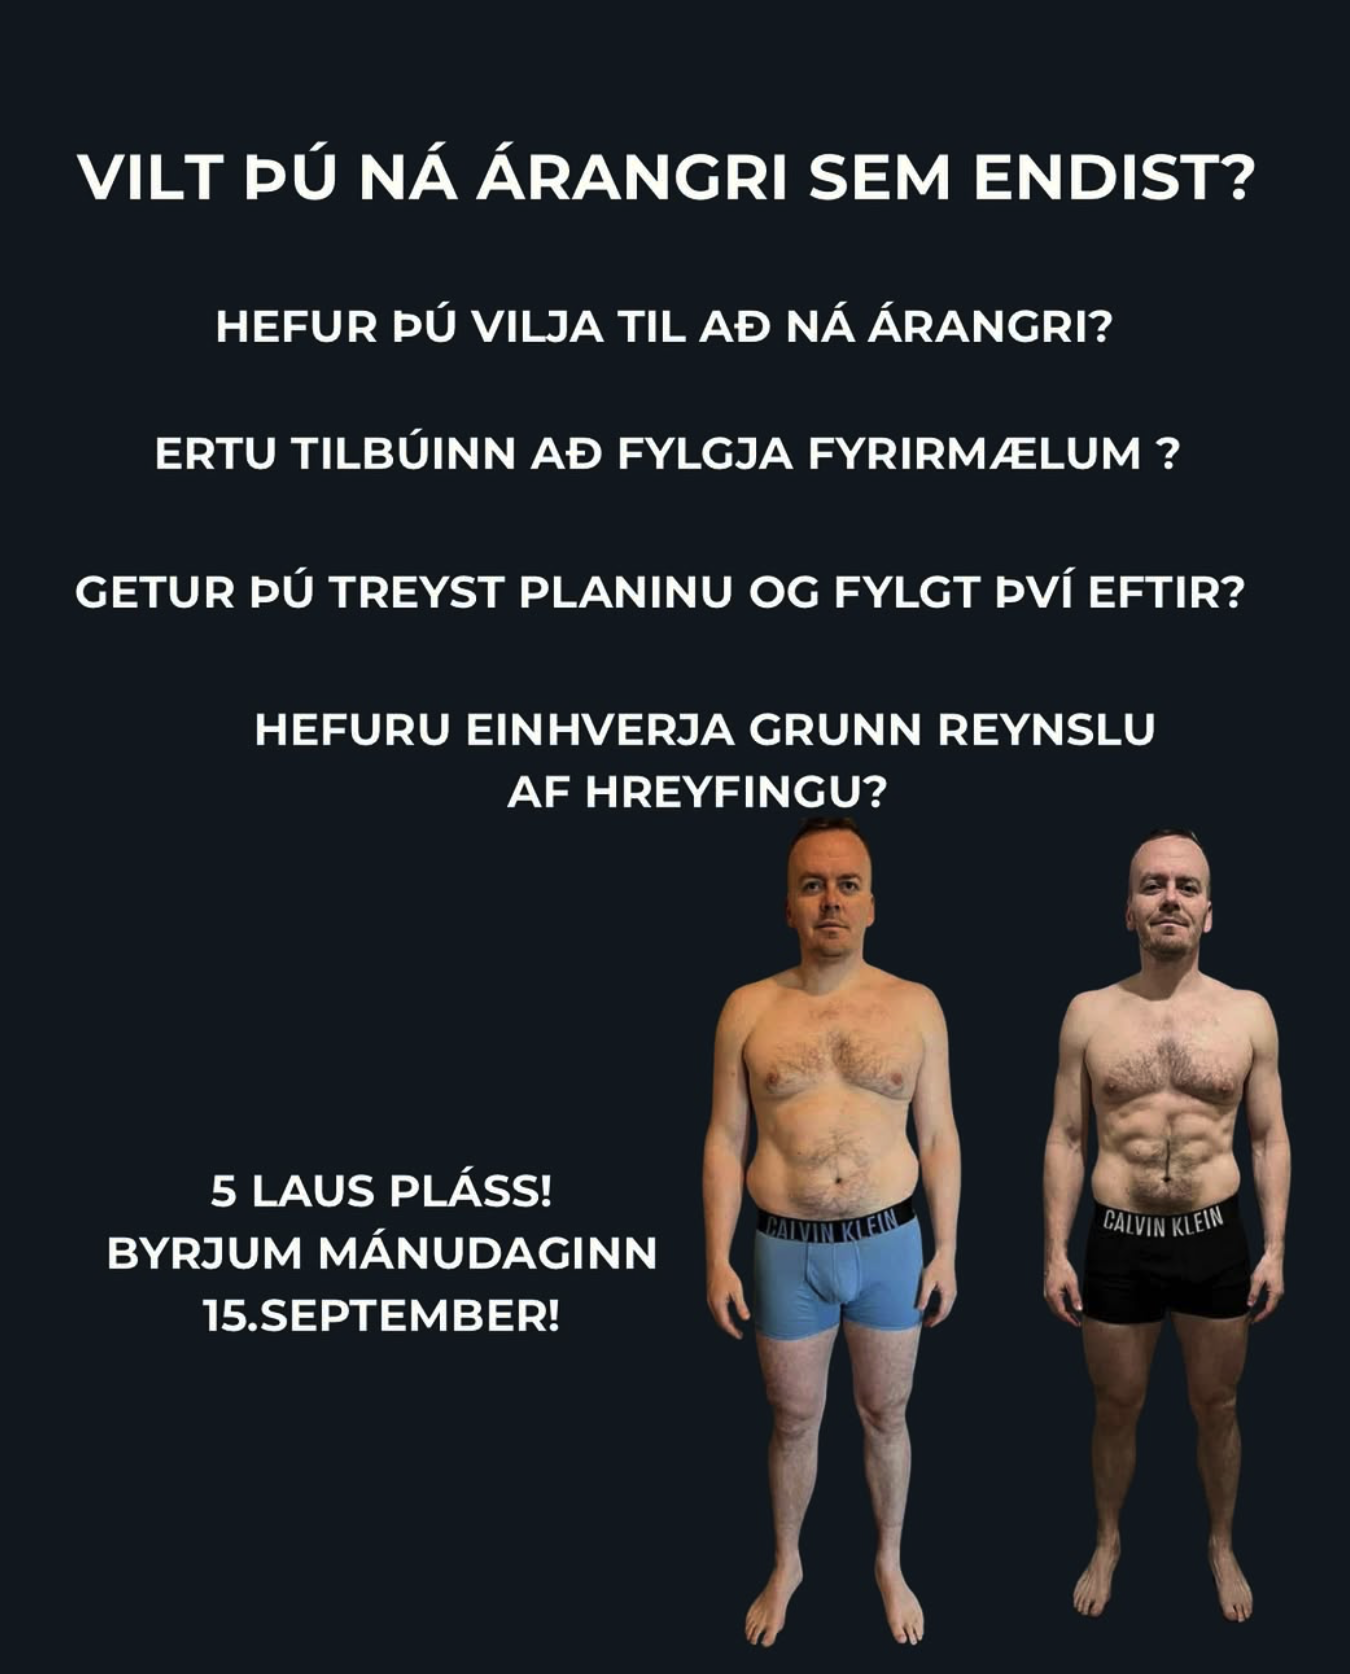 VILT ÞÚ NÁ ÁRANGRI SEM ENDIST?
HEFUR ÞÚ VILJA TIL AÐ NÁ ÁRANGRI?
ERTU TILBÚINN AÐ FYLGJA FYRIRMÆLUM ?
GETUR ÞÚ TREYST PLANINU OG FYLGT ÞVÍ EFTIR?
HEFURU EINHVERJA GRUNN REYNSLU
AF HREYFINGU?
5 LAUS PLÁSS!
BYRJUM MÁNUDAGINN
15.SEPTEMBER!
CALVIN KLEIN
CALVIN KLEIN